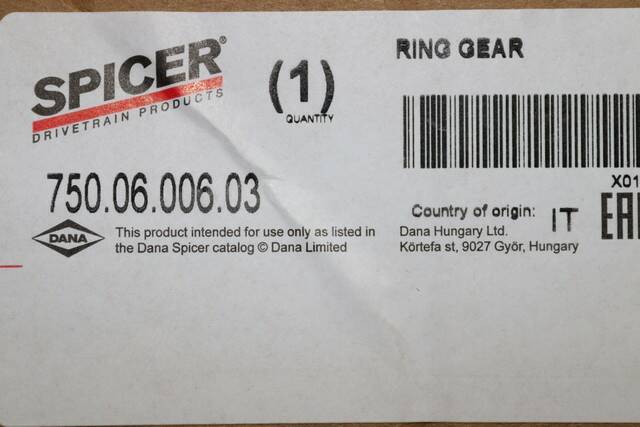 SPICER®
DRIVETRAIN PRODUCTS
(1)
QUANTITY
RING GEAR
X01
750.06.006.03
Country of origin: IT
DANA
This product intended for use only as listed in
the Dana Spicer catalog © Dana Limited
Dana Hungary Ltd.
Körtefa st, 9027 Györ, Hungary